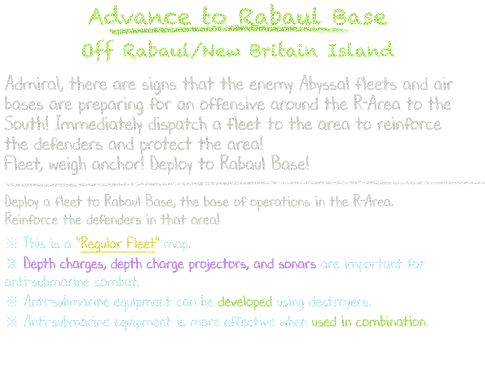 Advance to Rabaul Base
Off Rabaul/New Britain Island
Admiral, there are signs that the enemy Abyssal fleets and air
bases are preparing for an offensive around the R-Area to the
South! Immediately dispatch a fleet to the area to reinforce
the defenders and protect the area!
Fleet, weigh anchor! Deploy to Rabaul Base!
Deploy a fleet to Rabaul Base, the base of operations in the R-Area.
Reinforce the defenders in that area!
※ This is a "Regular Fleet" map.
※ Depth charges, depth charge projectors, and sonars are important for
anti-submarine combat.
※ Anti-submarine equipment can be developed using destroyers.
※ Anti-submarine equipment is more effective when used in combination.